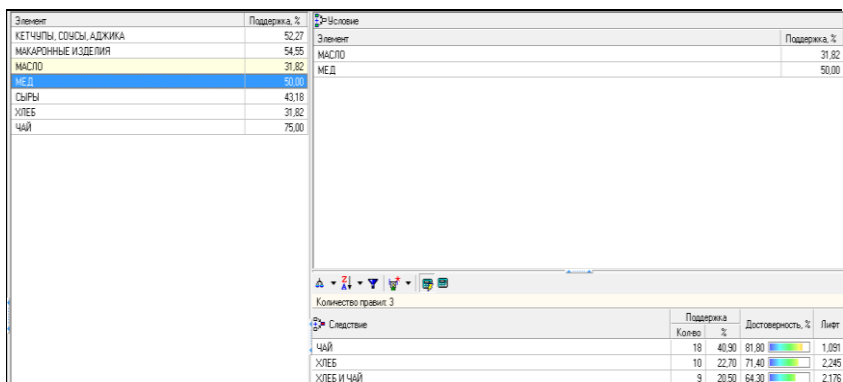 Элемент Поддержка, %
КЕТЧУПЫ, СОУСЫ, АДЖИКА 52,27
МАКАРОННЫЕ ИЗДЕЛИЯ 54,55
МАСЛО 31,82
МЕД 50,00
СЫРЫ 43,18
ХЛЕБ 31,82
ЧАЙ 75,00
Условие
Элемент Поддержка, %
МАСЛО 31,82
МЕД 50,00
Количество правил: 3
Следствие Поддержка Достоверность, % Лифт
Кол-во %
ЧАЙ 18 40,90 81,80 1,091
ХЛЕБ 10 22,70 71,40 2,245
ХЛЕБ И ЧАЙ 9 20,50 64,30 2,176